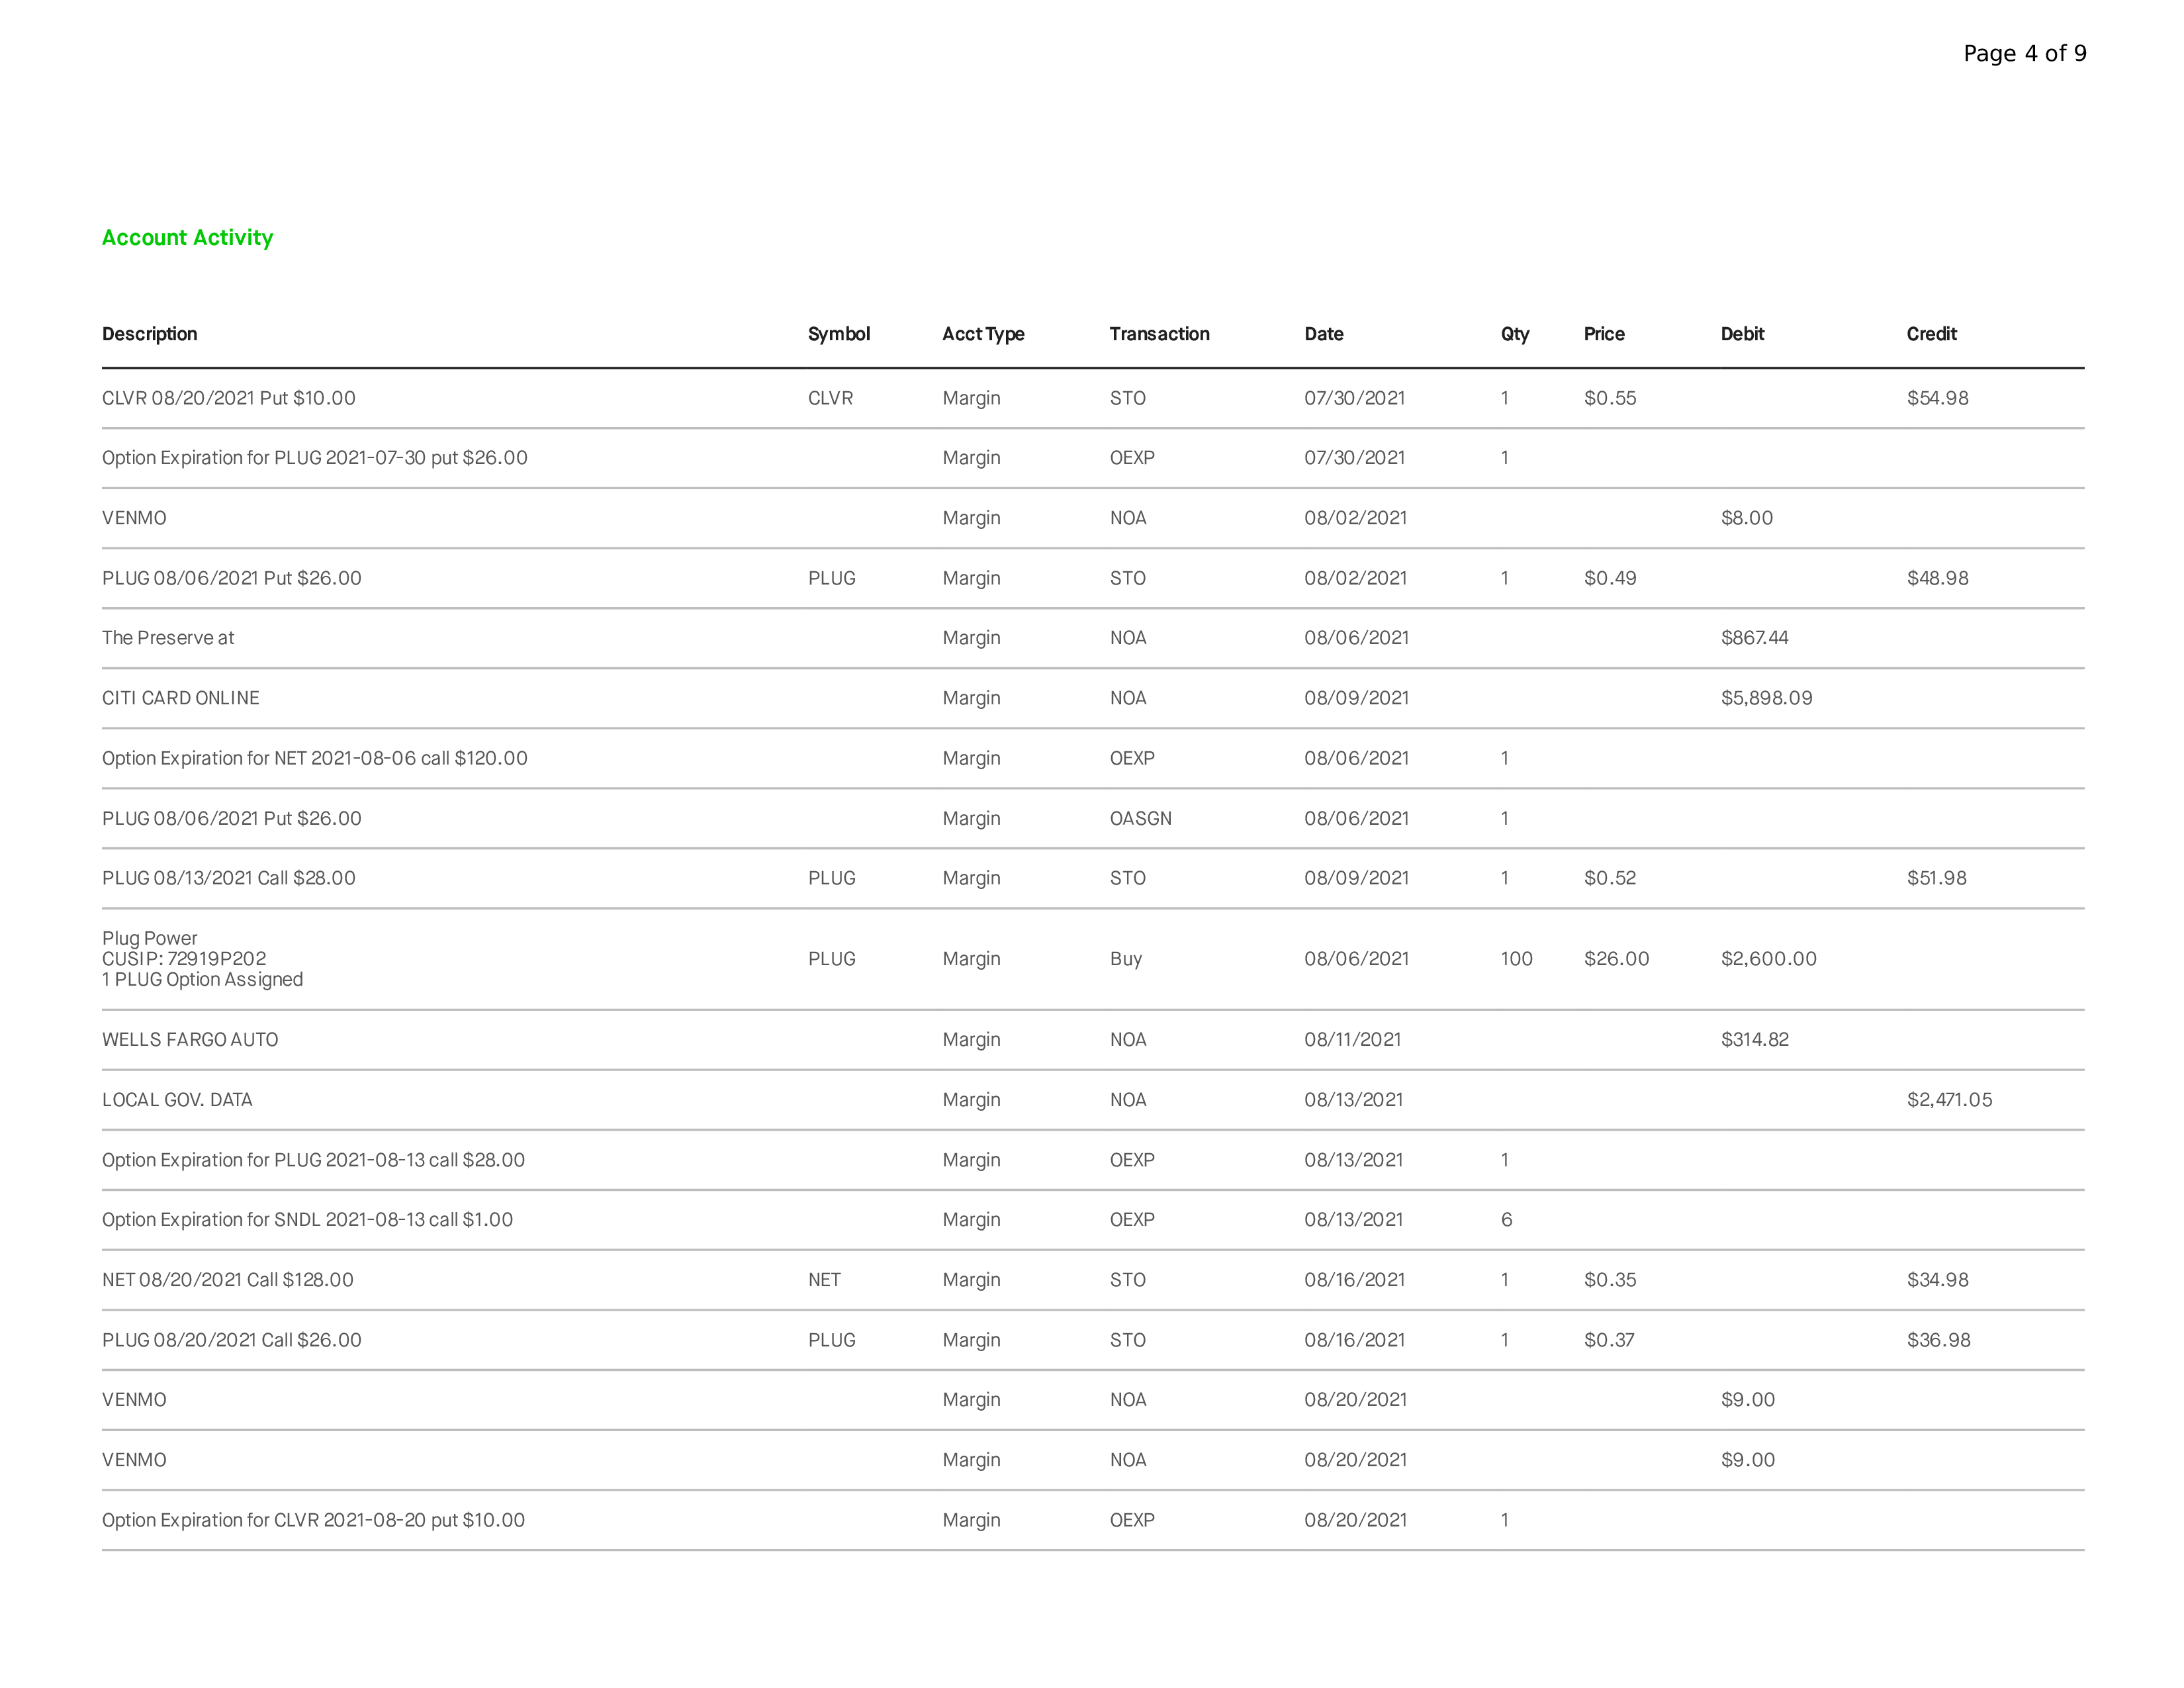 Page 4 of 9
Account Activity
Description Symbol Acct Type Transaction Date Qty Price Debit Credit
CLVR 08/20/2021 Put $10.00 CLVR Margin STO 07/30/2021 1 $0.55 $54.98
Option Expiration for PLUG 2021-07-30 put $26.00 Margin OEXP 07/30/2021 1
VENMO Margin NOA 08/02/2021 $8.00
PLUG 08/06/2021 Put $26.00 PLUG Margin STO 08/02/2021 1 $0.49 $48.98
The Preserve at Margin NOA 08/06/2021 $867.44
CITI CARD ONLINE Margin NOA 08/09/2021 $5,898.09
Option Expiration for NET 2021-08-06 call $120.00 Margin OEXP 08/06/2021 1
PLUG 08/06/2021 Put $26.00 Margin OASGN 08/06/2021 1
PLUG 08/13/2021 Call $28.00 PLUG Margin STO 08/09/2021 1 $0.52 $51.98
Plug Power
CUSIP: 72919P202 PLUG Margin Buy 08/06/2021 100 $26.00 $2,600.00
1 PLUG Option Assigned
WELLS FARGO AUTO Margin NOA 08/11/2021 $314.82
LOCAL GOV. DATA Margin NOA 08/13/2021 $2,471.05
Option Expiration for PLUG 2021-08-13 call $28.00 Margin OEXP 08/13/2021 1
Option Expiration for SNDL 2021-08-13 call $1.00 Margin OEXP 08/13/2021 6
NET 08/20/2021 Call $128.00 NET Margin STO 08/16/2021 1 $0.35 $34.98
PLUG 08/20/2021 Call $26.00 PLUG Margin STO 08/16/2021 1 $0.37 $36.98
VENMO Margin NOA 08/20/2021 $9.00
VENMO Margin NOA 08/20/2021 $9.00
Option Expiration for CLVR 2021-08-20 put $10.00 Margin OEXP 08/20/2021 1